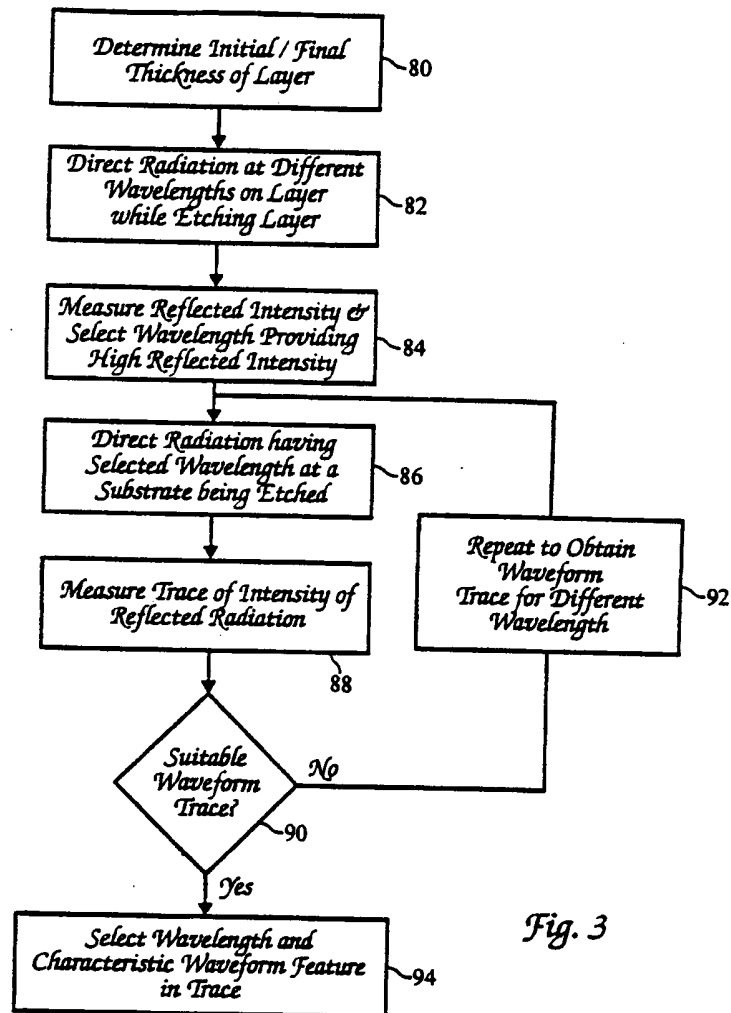 Determine Initial / Final
Thickness of Layer
80
Direct Radiation at Different
Wavelengths on Layer
while Etching Layer
82
Measure Reflected Intensity &
Select Wavelength Providing
High Reflected Intensity
84
Direct Radiation having
Selected Wavelength at a
Substrate being Etched
86
Measure Trace of Intensity of
Reflected Radiation
88
Repeat to Obtain
Waveform
Trace for Different
Wavelength
92
Suitable
Waveform
Trace?
90
No
Yes
Select Wavelength and
Characteristic Waveform Feature
in Trace
94
Fig. 3